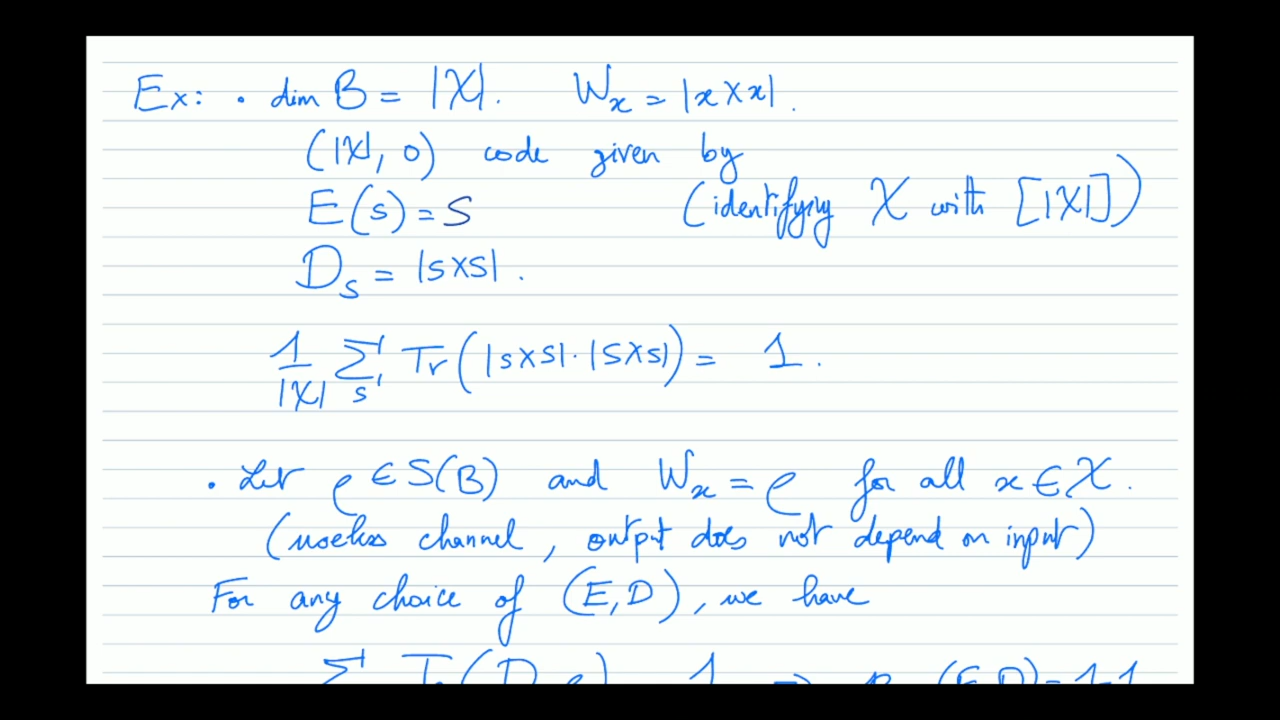 Ex: • dim B = |X|. W_x = |x⟩⟨x|.
(|X|, 0) code given by
E(s) = s (identifying X with [|X|])
D_s = |s⟩⟨s|.
1/|X| Σ_s Tr(|s⟩⟨s|·|s⟩⟨s|) = 1.
• Let ρ ∈ S(B) and W_x = ρ for all x ∈ X.
(useless channel, output does not depend on input)
For any choice of (E,D), we have